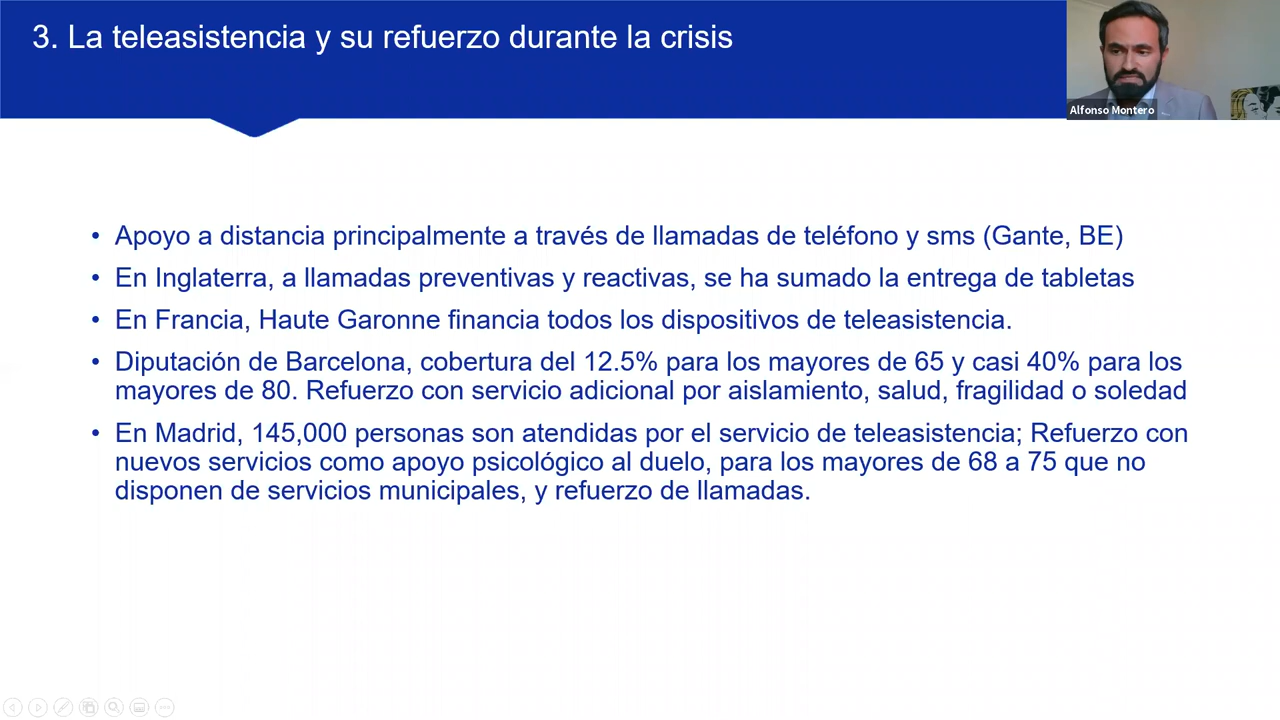 3. La teleasistencia y su refuerzo durante la crisis
Alfonso Montero
• Apoyo a distancia principalmente a través de llamadas de teléfono y sms (Gante, BE)
• En Inglaterra, a llamadas preventivas y reactivas, se ha sumado la entrega de tabletas
• En Francia, Haute Garonne financia todos los dispositivos de teleasistencia.
• Diputación de Barcelona, cobertura del 12.5% para los mayores de 65 y casi 40% para los
mayores de 80. Refuerzo con servicio adicional por aislamiento, salud, fragilidad o soledad
• En Madrid, 145,000 personas son atendidas por el servicio de teleasistencia; Refuerzo con
nuevos servicios como apoyo psicológico al duelo, para los mayores de 68 a 75 que no
disponen de servicios municipales, y refuerzo de llamadas.